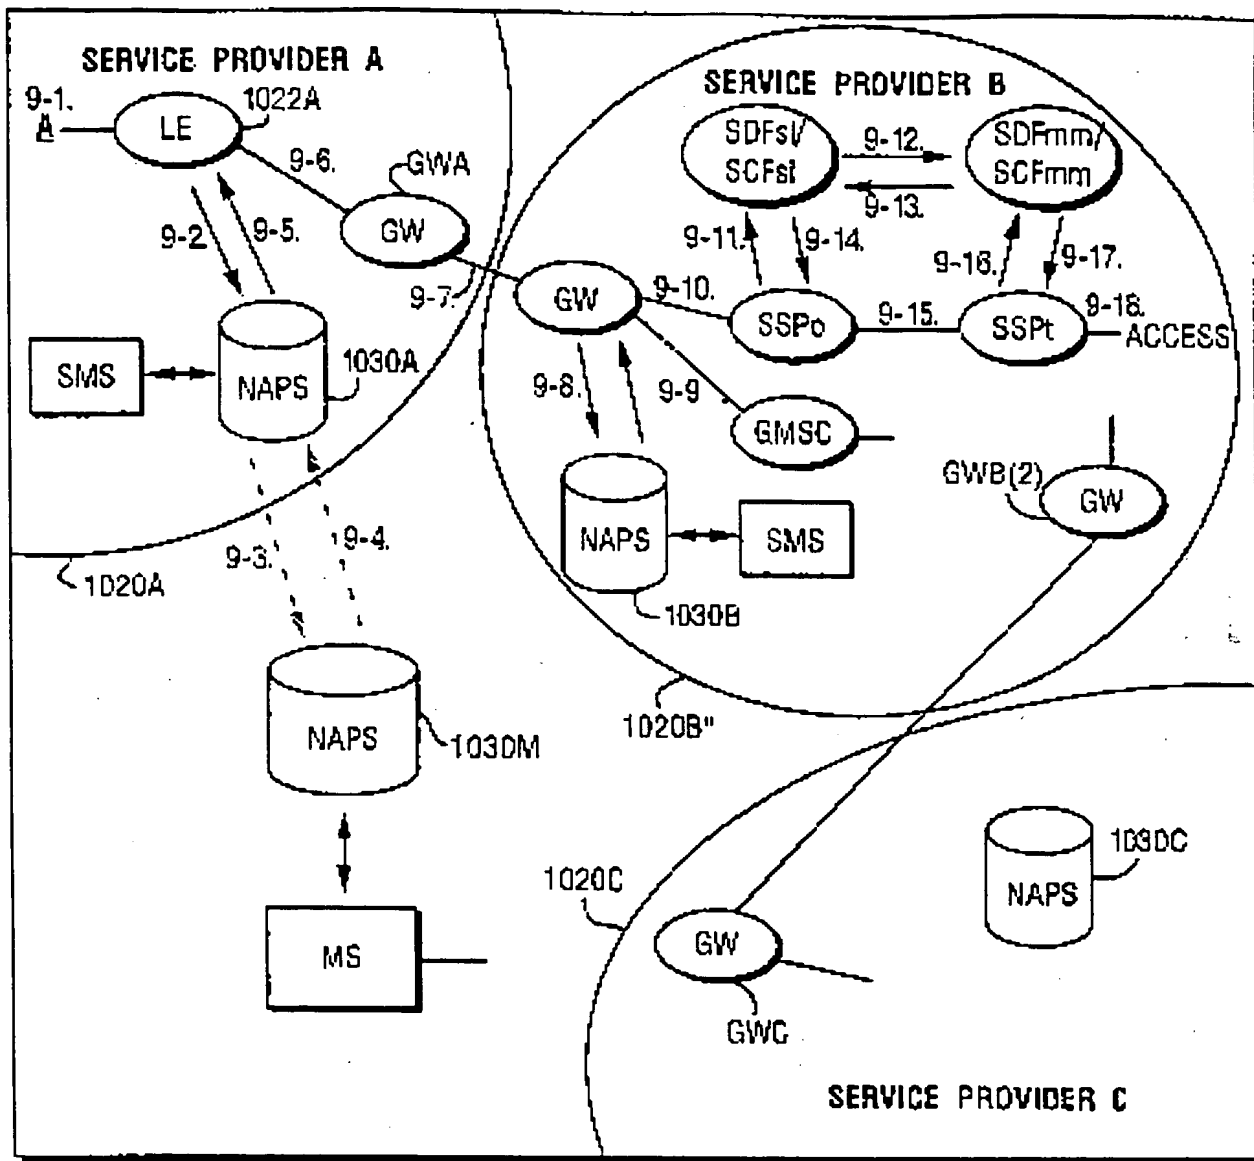 SERVICE PROVIDER A
9-1.
A
LE
1022A
9-6.
GWA
GW
9-2
9-5.
9-7.
SMS
NAPS
1030A
9-3.
9-4.
1020A
NAPS
1030M
MS
SERVICE PROVIDER B
SDFsl/
SCFsl
9-12.
SDFmm/
SCFmm
9-13.
9-11.
9-14.
9-16.
9-17.
GW
9-10.
SSPo
9-15.
SSPt
9-18.
ACCESS
9-8.
9-9
GMSC
GWB(2)
GW
NAPS
SMS
1030B
1020B"
1020C
NAPS
1030C
GW
GWC
SERVICE PROVIDER C